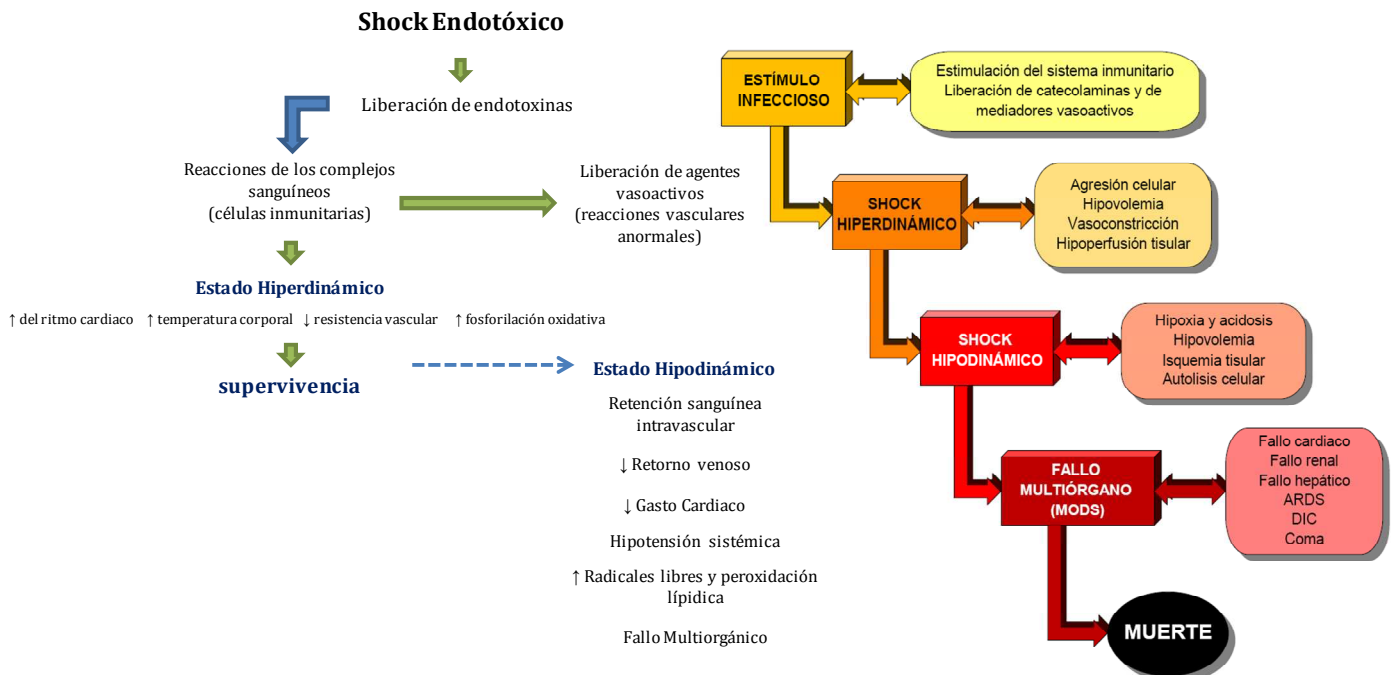 Shock Endotóxico
Liberación de endotoxinas
Reacciones de los complejos
sanguíneos
(células inmunitarias)
Liberación de agentes
vasoactivos
(reacciones vasculares
anormales)
Estado Hiperdinámico
↑ del ritmo cardiaco ↑ temperatura corporal ↓ resistencia vascular ↑ fosforilación oxidativa
supervivencia
Estado Hipodinámico
Retención sanguínea
intravascular
↓ Retorno venoso
↓ Gasto Cardiaco
Hipotensión sistémica
↑ Radicales libres y peroxidación
lípidica
Fallo Multiorgánico
ESTÍMULO
INFECCIOSO
Estimulación del sistema inmunitario
Liberación de catecolaminas y de
mediadores vasoactivos
SHOCK
HIPERDINÁMICO
Agresión celular
Hipovolemia
Vasoconstricción
Hipoperfusión tisular
SHOCK
HIPODINÁMICO
Hipoxia y acidosis
Hipovolemia
Isquemia tisular
Autolisis celular
FALLO
MULTIÓRGANO
(MODS)
Fallo cardiaco
Fallo renal
Fallo hepático
ARDS
DIC
Coma
MUERTE